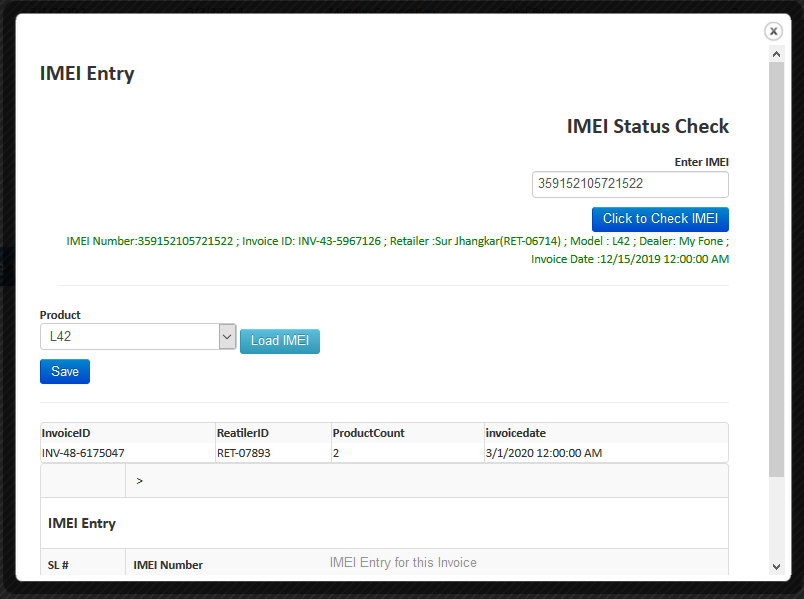 x
IMEI Entry
IMEI Status Check
Enter IMEI
359152105721522
Click to Check IMEI
IMEI Number:359152105721522 ; Invoice ID: INV-43-5967126 ; Retailer :Sur Jhangkar(RET-06714) ; Model : L42 ; Dealer: My Fone ;
Invoice Date :12/15/2019 12:00:00 AM
Product
L42
Load IMEI
Save
InvoiceID ReatilerID ProductCount invoicedate
INV-48-6175047 RET-07893 2 3/1/2020 12:00:00 AM
>
IMEI Entry
SL # IMEI Number IMEI Entry for this Invoice